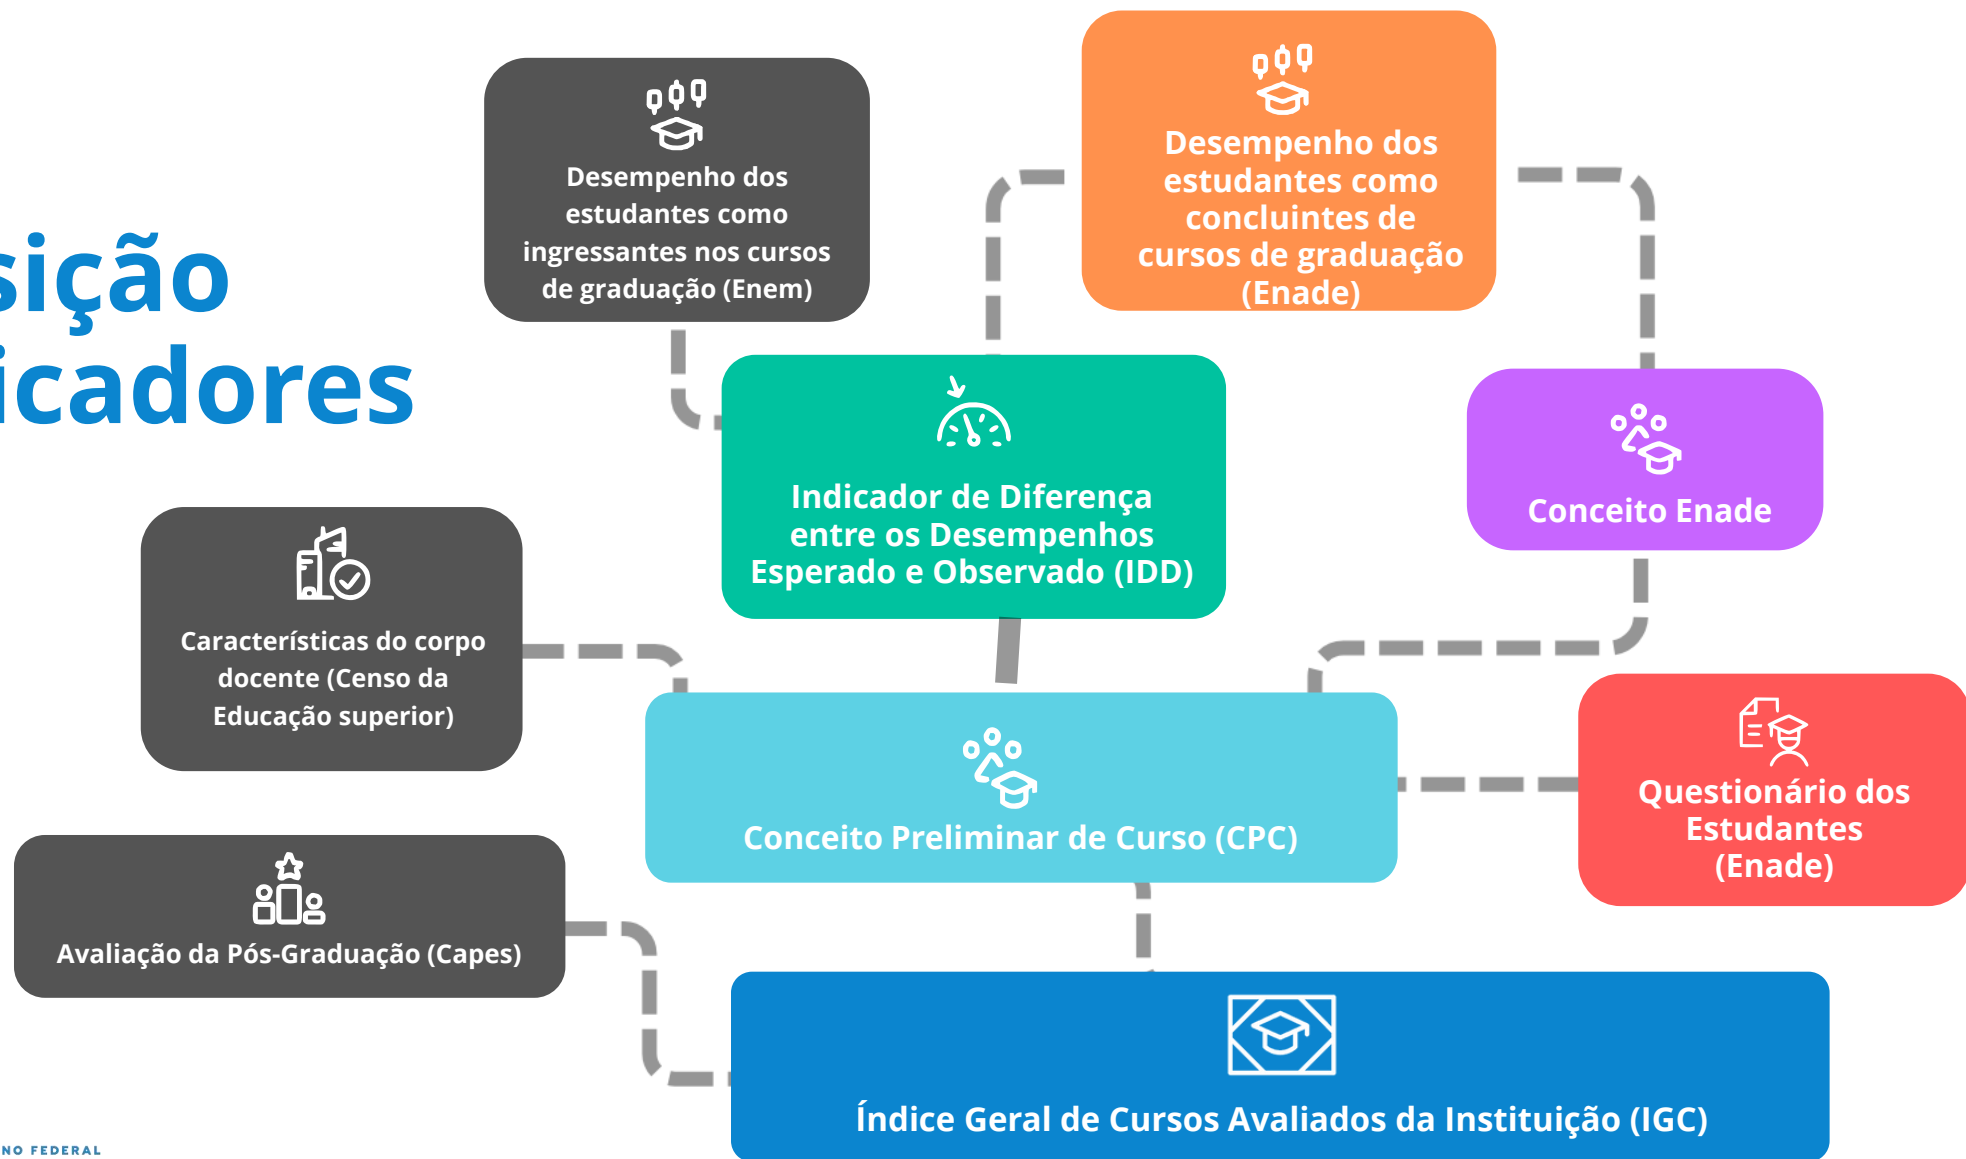 sição
icadores
Desempenho dos
estudantes como
ingressantes nos cursos
de graduação (Enem)
Desempenho dos
estudantes como
concluintes de
cursos de graduação
(Enade)
Indicador de Diferença
entre os Desempenhos
Esperado e Observado (IDD)
Conceito Enade
Características do corpo
docente (Censo da
Educação superior)
Conceito Preliminar de Curso (CPC)
Questionário dos
Estudantes
(Enade)
Avaliação da Pós-Graduação (Capes)
Índice Geral de Cursos Avaliados da Instituição (IGC)
NO FEDERAL